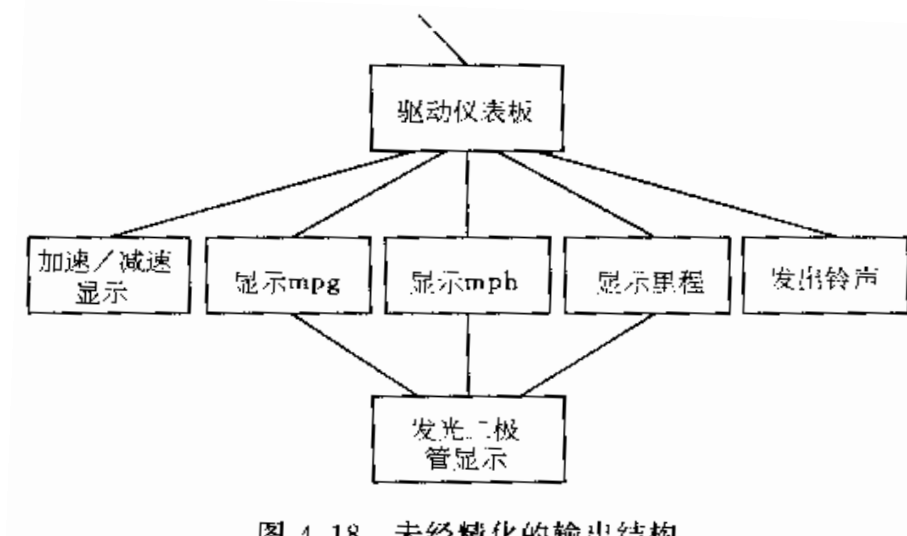 驱动仪表板
加速／减速
显示
显示mpg
显示mph
显示里程
发出铃声
发光二极
管显示
图 4.18 未经精化的输出结构